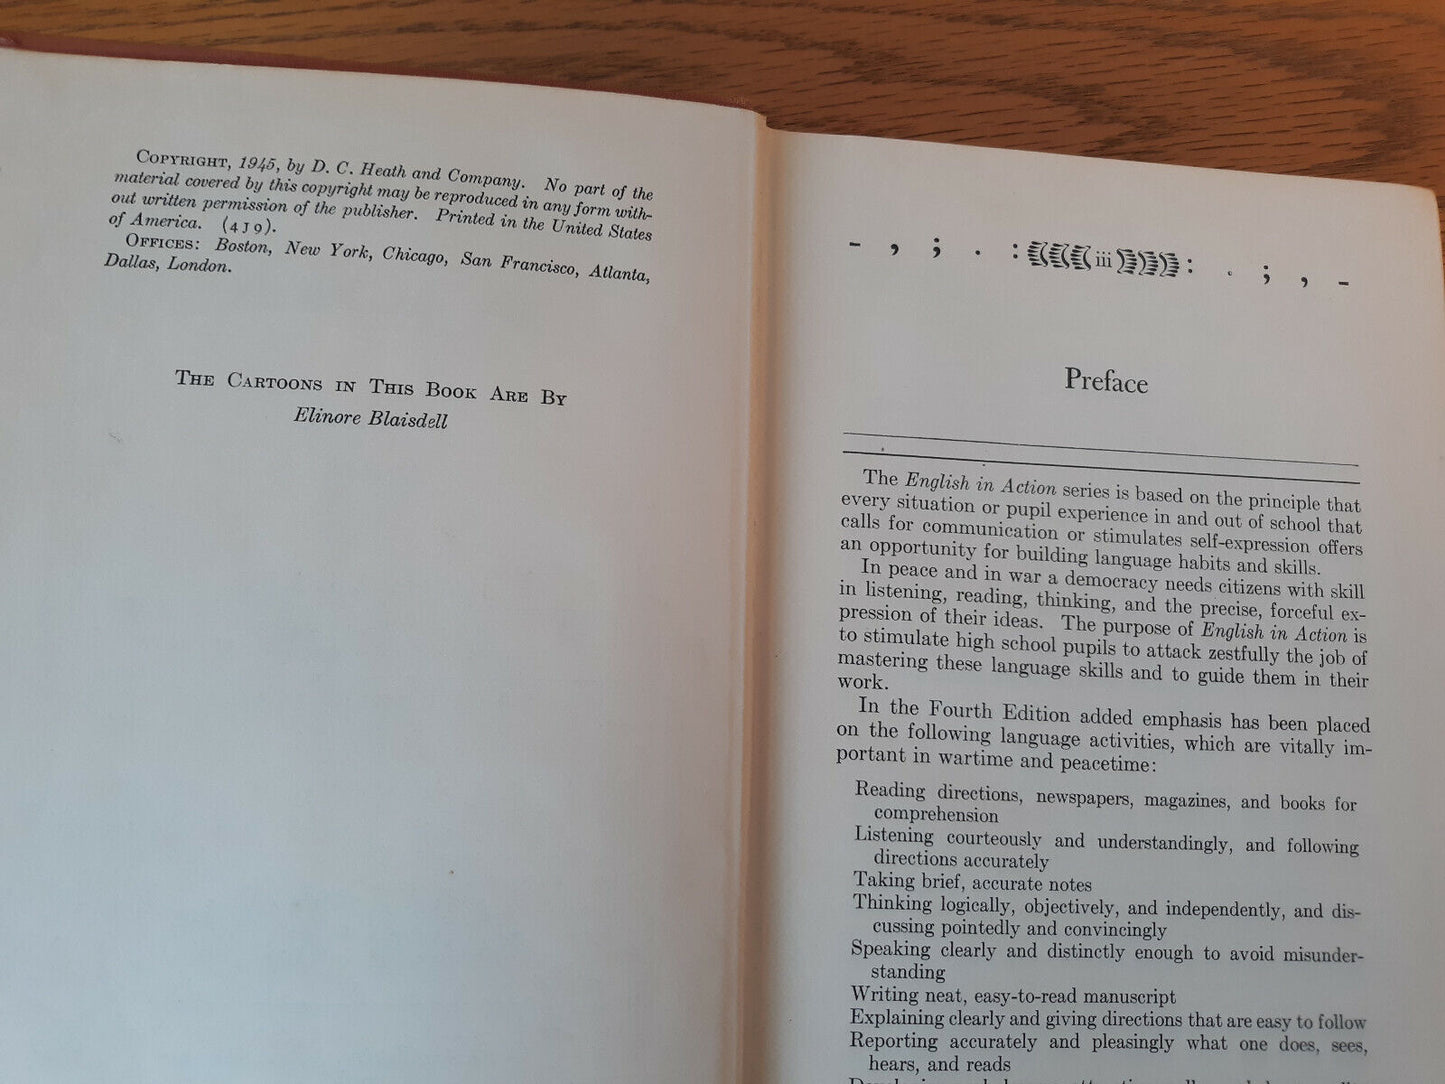 Copyright, 1945, by D. C. Heath and Company. No part of the
material covered by this copyright may be reproduced in any form with-
out written permission of the publisher. Printed in the United States
of America. (4J9).
Offices: Boston, New York, Chicago, San Francisco, Atlanta,
Dallas, London.
The Cartoons in This Book Are By
Elinore Blaisdell
- , ; . : iii : . ; , -
Preface
The English in Action series is based on the principle that
every situation or pupil experience in and out of school that
calls for communication or stimulates self-expression offers
an opportunity for building language habits and skills.
In peace and in war a democracy needs citizens with skill
in listening, reading, thinking, and the precise, forceful ex-
pression of their ideas. The purpose of English in Action is
to stimulate high school pupils to attack zestfully the job of
mastering these language skills and to guide them in their
work.
In the Fourth Edition added emphasis has been placed
on the following language activities, which are vitally im-
portant in wartime and peacetime:
Reading directions, newspapers, magazines, and books for
comprehension
Listening courteously and understandingly, and following
directions accurately
Taking brief, accurate notes
Thinking logically, objectively, and independently, and dis-
cussing pointedly and convincingly
Speaking clearly and distinctly enough to avoid misunder-
standing
Writing neat, easy-to-read manuscript
Explaining clearly and giving directions that are easy to follow
Reporting accurately and pleasingly what one does, sees,
hears, and reads